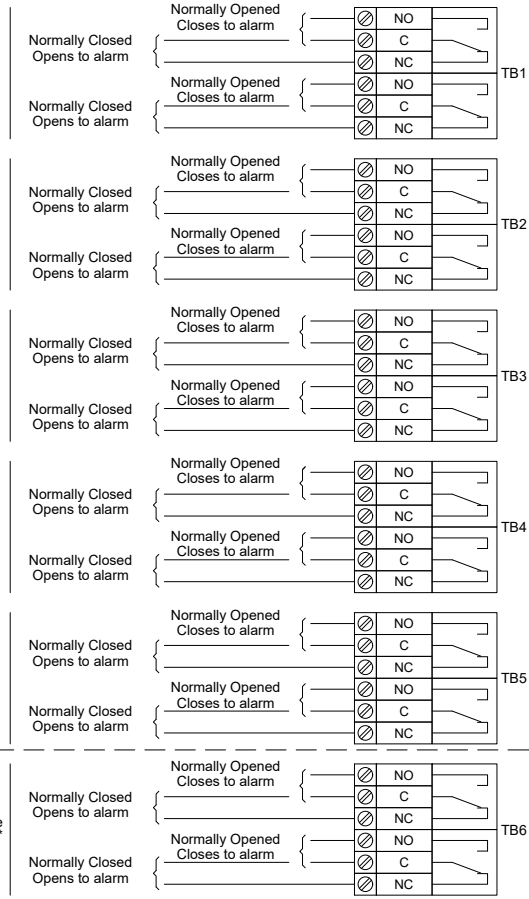 Normally Opened
Closes to alarm
Normally Closed
Opens to alarm
NO
C
NC
Normally Opened
Closes to alarm
Normally Closed
Opens to alarm
NO
C
NC
TB1
Normally Opened
Closes to alarm
Normally Closed
Opens to alarm
NO
C
NC
Normally Opened
Closes to alarm
Normally Closed
Opens to alarm
NO
C
NC
TB2
Normally Opened
Closes to alarm
Normally Closed
Opens to alarm
NO
C
NC
Normally Opened
Closes to alarm
Normally Closed
Opens to alarm
NO
C
NC
TB3
Normally Opened
Closes to alarm
Normally Closed
Opens to alarm
NO
C
NC
Normally Opened
Closes to alarm
Normally Closed
Opens to alarm
NO
C
NC
TB4
Normally Opened
Closes to alarm
Normally Closed
Opens to alarm
NO
C
NC
Normally Opened
Closes to alarm
Normally Closed
Opens to alarm
NO
C
NC
TB5
Normally Opened
Closes to alarm
Normally Closed
Opens to alarm
NO
C
NC
Normally Opened
Closes to alarm
Normally Closed
Opens to alarm
NO
C
NC
TB6